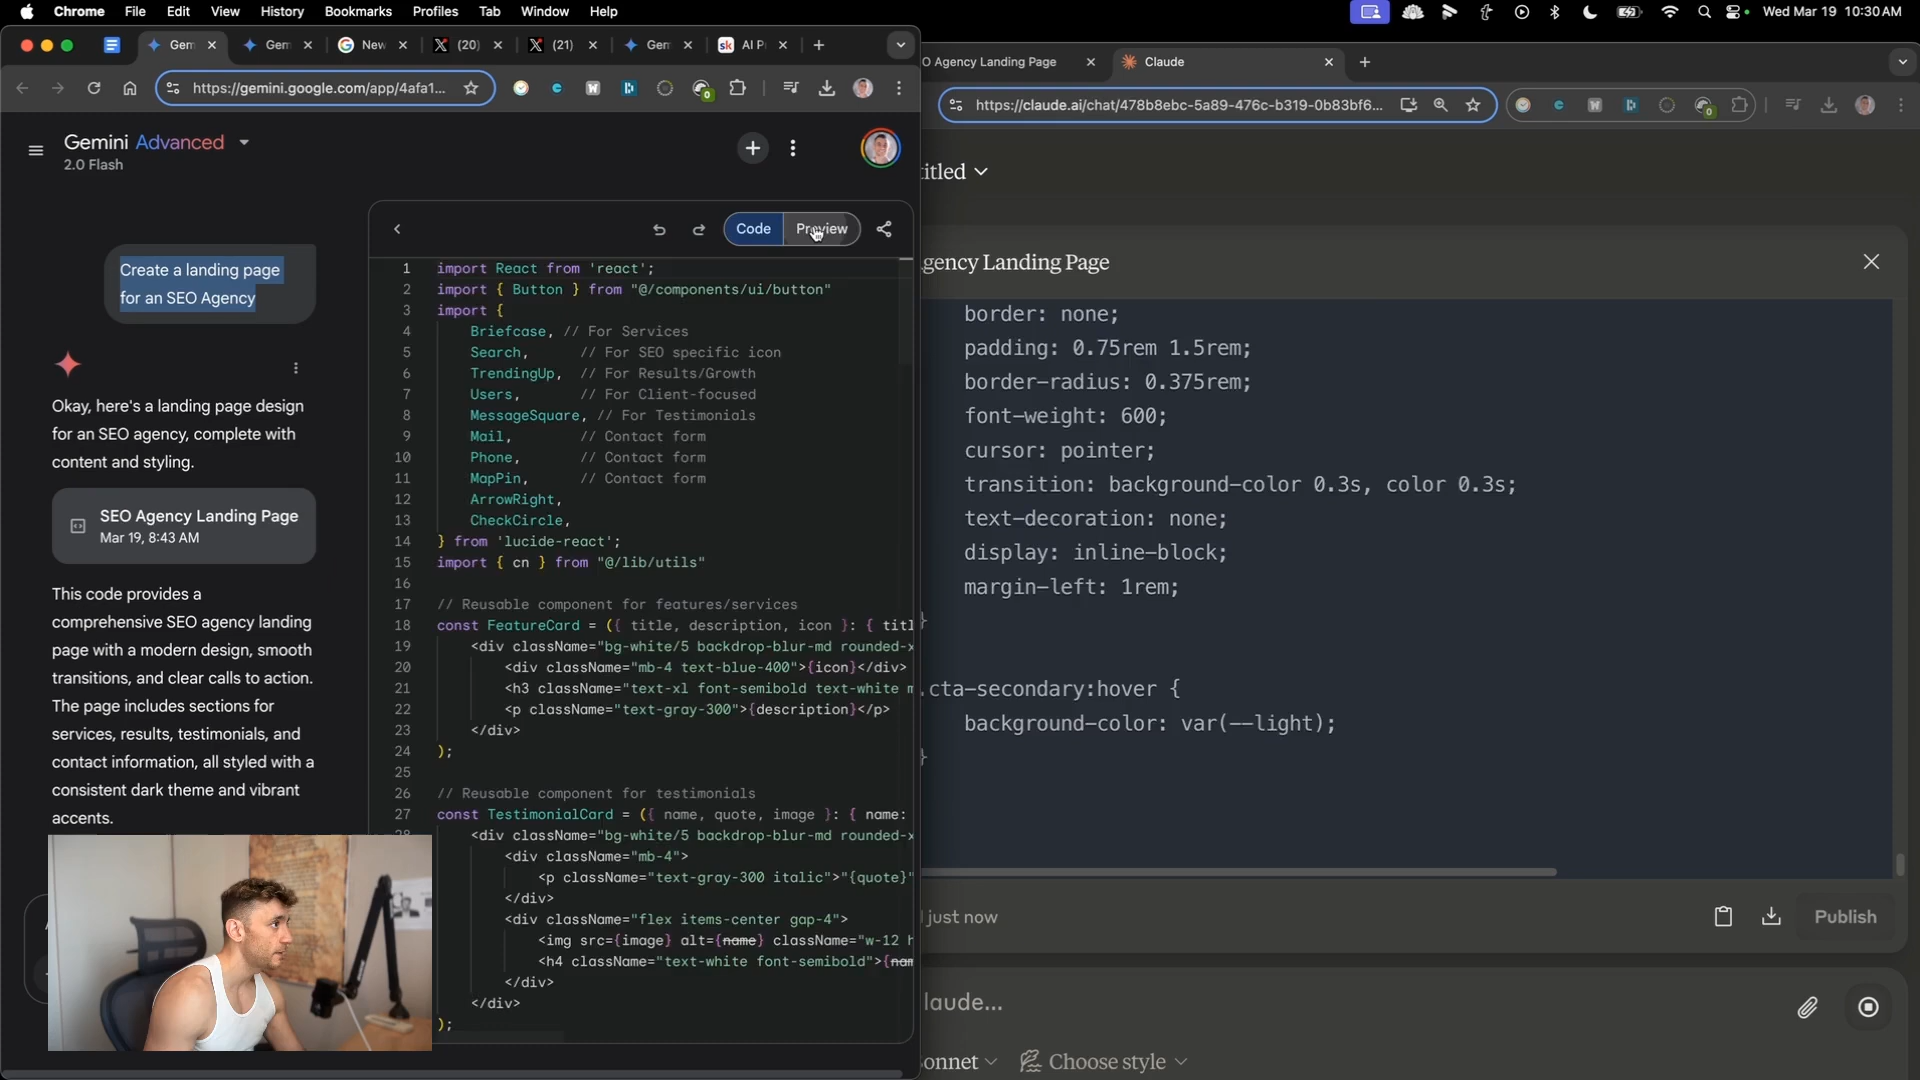 Chrome File Edit View History Bookmarks Profiles Tab Window Help
Wed Mar 19 10:30 AM
Gem
Gem
New
(20)
(21)
Gem
sk AI P
https://gemini.google.com/app/4afa1...
0
Gemini Advanced
2.0 Flash
Create a landing page
for an SEO Agency
Okay, here's a landing page design
for an SEO agency, complete with
content and styling.
SEO Agency Landing Page
Mar 19, 8:43 AM
This code provides a
comprehensive SEO agency landing
page with a modern design, smooth
transitions, and clear calls to action.
The page includes sections for
services, results, testimonials, and
contact information, all styled with a
consistent dark theme and vibrant
accents.
Code Preview
1 import React from 'react';
2 import { Button } from "@/components/ui/button"
3 import {
4 Briefcase, // For Services
5 Search, // For SEO specific icon
6 TrendingUp, // For Results/Growth
7 Users, // For Client-focused
8 MessageSquare, // For Testimonials
9 Mail, // Contact form
10 Phone, // Contact form
11 MapPin, // Contact form
12 ArrowRight,
13 CheckCircle,
14 } from 'lucide-react';
15 import { cn } from "@/lib/utils"
16
17 // Reusable component for features/services
18 const FeatureCard = ({ title, description, icon }: { titl
19 <div className="bg-white/5 backdrop-blur-md rounded-x
20 <div className="mb-4 text-blue-400">{icon}</div>
21 <h3 className="text-xl font-semibold text-white m
22 <p className="text-gray-300">{description}</p>
23 </div>
24 );
25
26 // Reusable component for testimonials
27 const TestimonialCard = ({ name, quote, image }: { name:
28 <div className="bg-white/5 backdrop-blur-md rounded-x
<div className="mb-4">
<p className="text-gray-300 italic">"{quote}"
</div>
<div className="flex items-center gap-4">
<img src={image} alt={name} className="w-12 h
<h4 className="text-white font-semibold">{nam
</div>
</div>
);
O Agency Landing Page
Claude
https://claude.ai/chat/478b8ebc-5a89-476c-b319-0b83bf6...
0
titled
gency Landing Page
border: none;
padding: 0.75rem 1.5rem;
border-radius: 0.375rem;
font-weight: 600;
cursor: pointer;
transition: background-color 0.3s, color 0.3s;
text-decoration: none;
display: inline-block;
margin-left: 1rem;
}
.cta-secondary:hover {
background-color: var(--light);
}
just now
Publish
laude...
onnet
Choose style